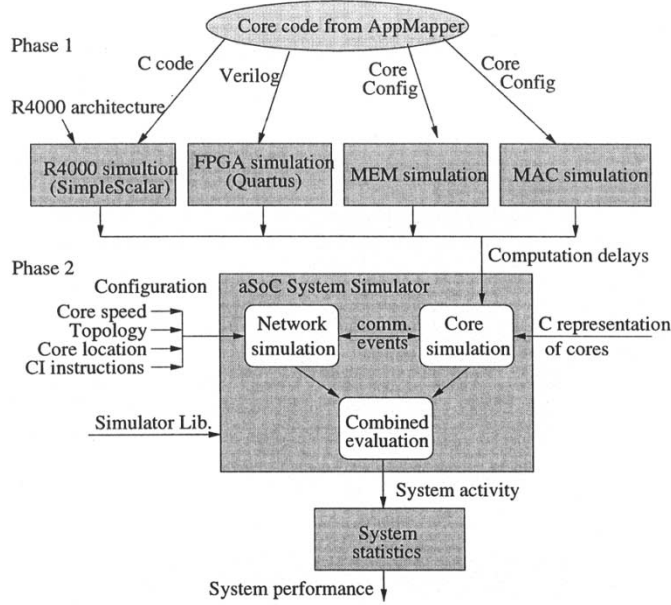 Core code from AppMapper
Phase 1
C code
Verilog
Core
Config
Core
Config
R4000 architecture
R4000 simultion
(SimpleScalar)
FPGA simulation
(Quartus)
MEM simulation
MAC simulation
Computation delays
Phase 2
Configuration
aSoC System Simulator
Core speed
Topology
Core location
CI instructions
Network
simulation
comm.
events
Core
simulation
C representation
of cores
Simulator Lib.
Combined
evaluation
System activity
System
statistics
System performance